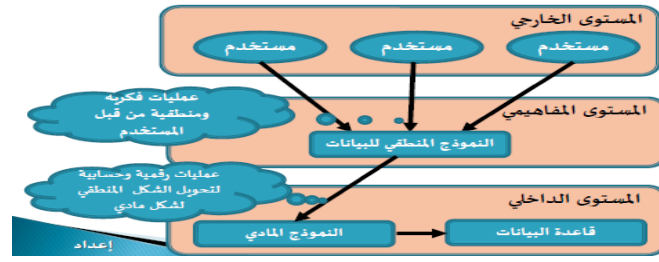 المستوى الخارجي
مستخدم
مستخدم
مستخدم
المستوى المفاهيمي
عمليات فكريه
ومنطقية من قبل
المستخدم
النموذج المنطقي للبيانات
عمليات رقمية وحسابية
لتحويل الشكل المنطقي
لشكل مادي
المستوى الداخلي
قاعدة البيانات
النموذج المادي
إعداد